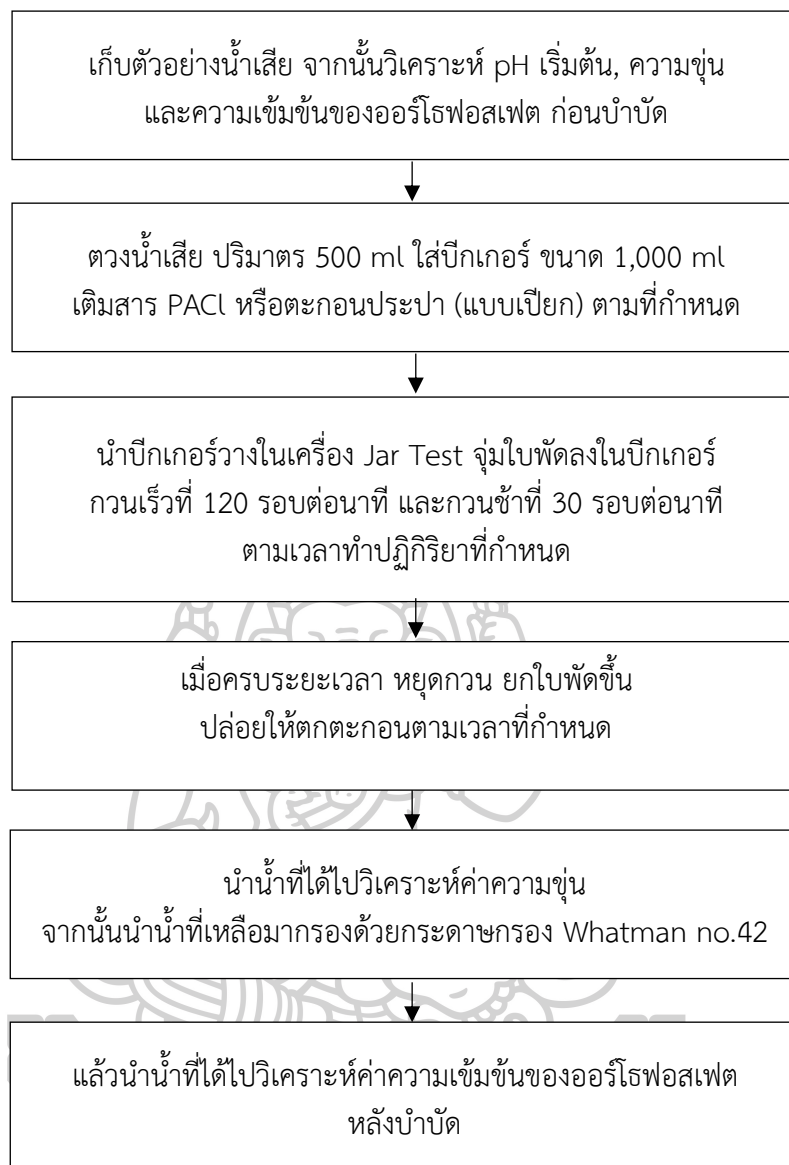 เก็บตัวอย่างน้ำเสีย จากนั้นวิเคราะห์ pH เริ่มต้น, ความขุ่น
และความเข้มข้นของออร์โธฟอสเฟต ก่อนบำบัด
ตวงน้ำเสีย ปริมาตร 500 ml ใส่บีกเกอร์ ขนาด 1,000 ml
เติมสาร PACl หรือตะกอนประปา (แบบเปียก) ตามที่กำหนด
นำบีกเกอร์วางในเครื่อง Jar Test จุ่มใบพัดลงในบีกเกอร์
กวนเร็วที่ 120 รอบต่อนาที และกวนช้าที่ 30 รอบต่อนาที
ตามเวลาทำปฏิกิริยาที่กำหนด
เมื่อครบระยะเวลา หยุดกวน ยกใบพัดขึ้น
ปล่อยให้ตกตะกอนตามเวลาที่กำหนด
นำน้ำที่ได้ไปวิเคราะห์ค่าความขุ่น
จากนั้นนำน้ำที่เหลือมากรองด้วยกระดาษกรอง Whatman no.42
แล้วนำน้ำที่ได้ไปวิเคราะห์ค่าความเข้มข้นของออร์โธฟอสเฟต
หลังบำบัด